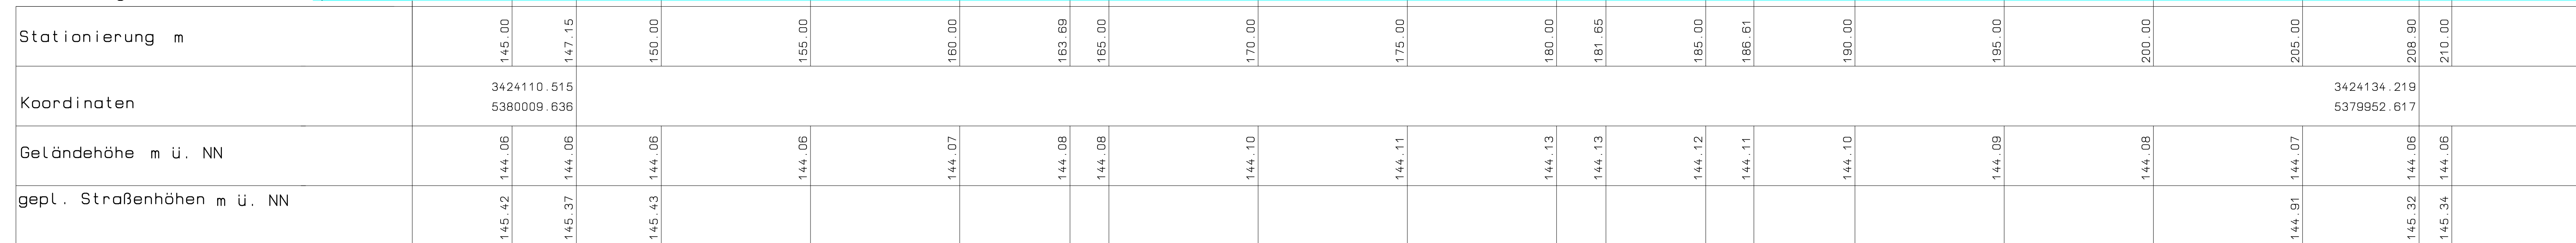 Stationierung m 145.00 147.15 150.00 155.00 160.00 163.69 165.00 170.00 175.00 180.00 181.65 185.00 186.61 190.00 195.00 200.00 205.00 208.90 210.00
Koordinaten
3424110.515 3424134.219
5380009.636 5379952.617
Geländehöhe m ü. NN 144.06 144.06 144.06 144.06 144.07 144.08 144.08 144.10 144.11 144.13 144.13 144.12 144.11 144.10 144.09 144.08 144.07 144.06 144.06
gepl. Straßenhöhen m ü. NN 145.42 145.37 145.43 144.91 145.32 145.34